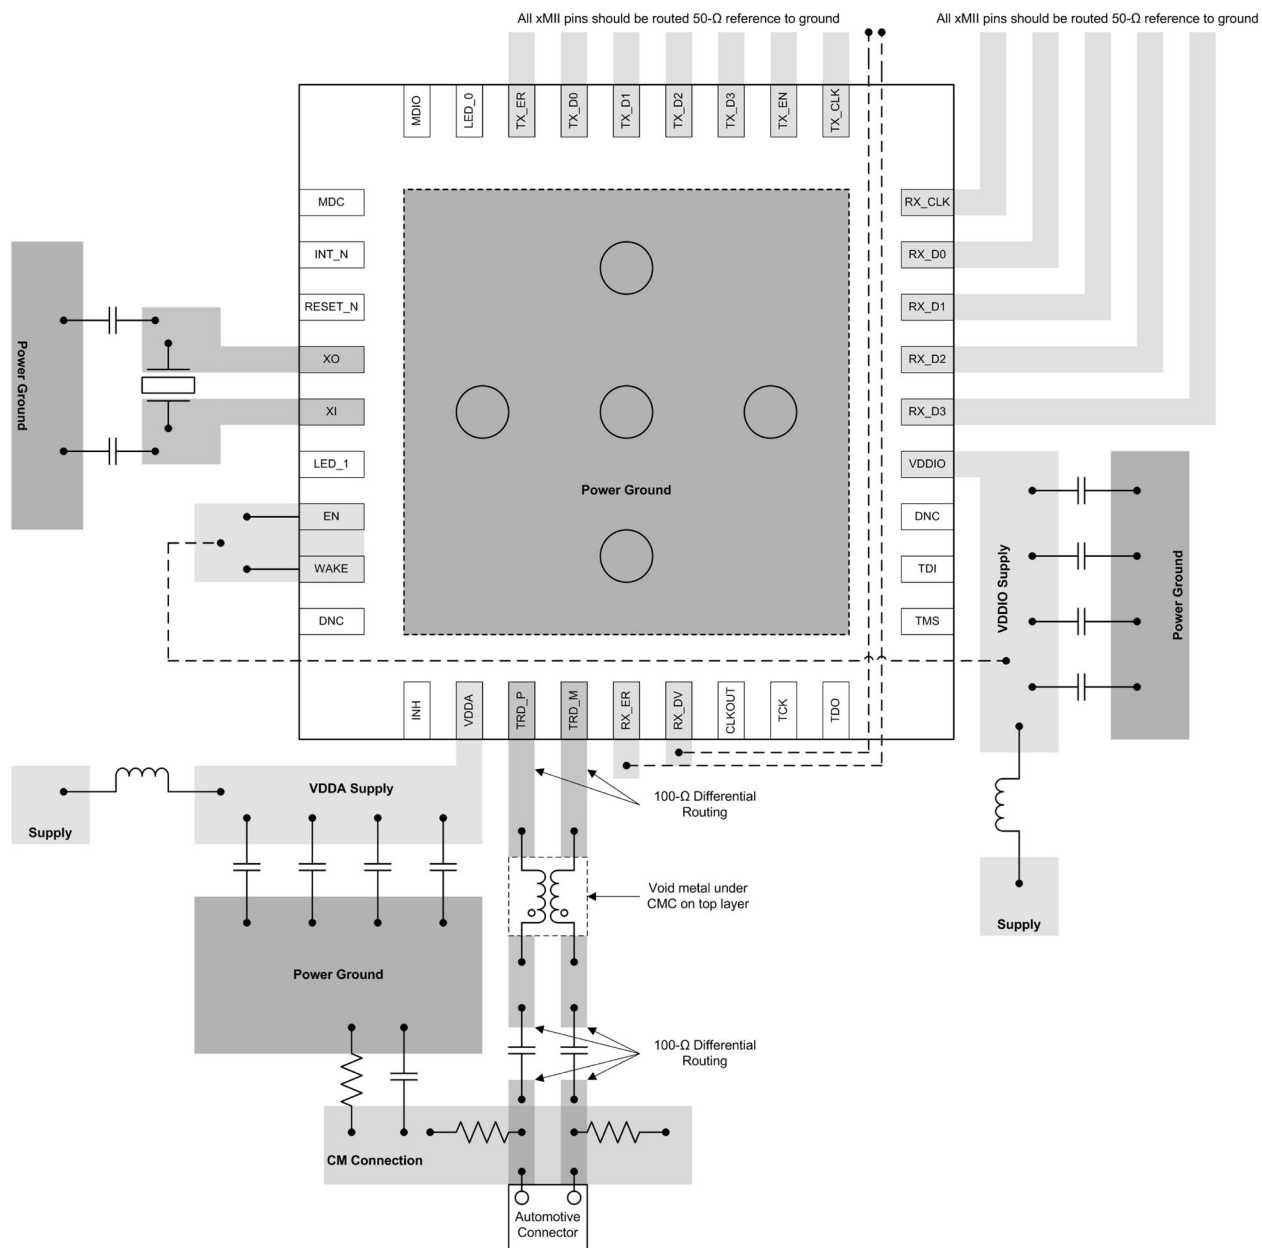 All xMII pins should be routed 50-Ω reference to ground
All xMII pins should be routed 50-Ω reference to ground
MDIO
LED_0
TX_ER
TX_D0
TX_D1
TX_D2
TX_D3
TX_EN
TX_CLK
MDC
INT_N
RESET_N
XO
XI
LED_1
EN
WAKE
DNC
RX_CLK
RX_D0
RX_D1
RX_D2
RX_D3
VDDIO
DNC
TDI
TMS
Power Ground
Power Ground
VDDIO Supply
Power Ground
INH
VDDA
TRD_P
TRD_M
RX_ER
RX_DV
CLKOUT
TCK
TDO
VDDA Supply
Supply
100-Ω Differential
Routing
Void metal under
CMC on top layer
Supply
Power Ground
100-Ω Differential
Routing
CM Connection
Automotive
Connector